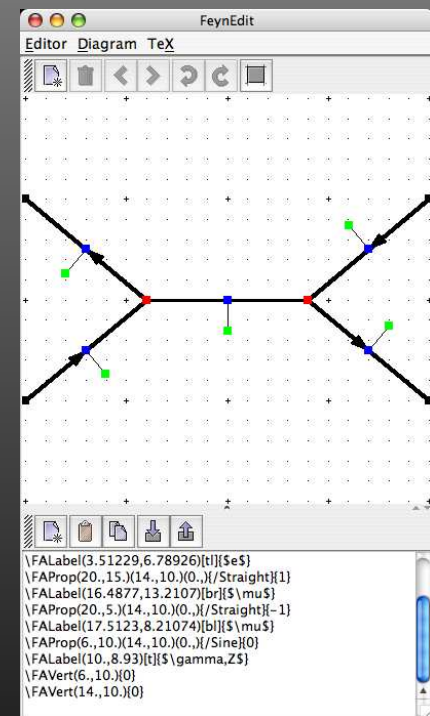 FeynEdit
Editor Diagram TeX
\FALabel(3.51229,6.78926)[tl]{$e$}
\FAProp(20.,15.)(14.,10.)(0.,){/Straight}{1}
\FALabel(16.4877,13.2107)[br]{$\mu$}
\FAProp(20.,5.)(14.,10.)(0.,){/Straight}{-1}
\FALabel(17.5123,8.21074)[bl]{$\mu$}
\FAProp(6.,10.)(14.,10.)(0.,){/Sine}{0}
\FALabel(10.,8.93)[t]{$\gamma,Z$}
\FAVert(6.,10.){0}
\FAVert(14.,10.){0}